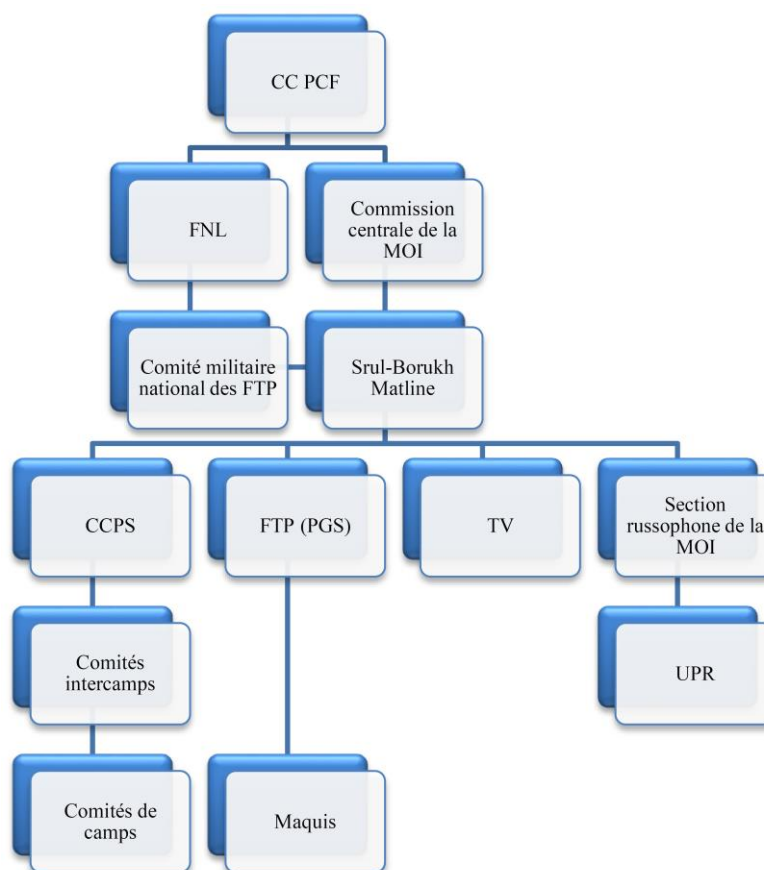 CC PCF
FNL
Commission
centrale de la
MOI
Comité militaire
national des FTP
Srul-Borukh
Matline
CCPS
FTP (PGS)
TV
Section
russophone de la
MOI
Comités
intercamps
UPR
Comités de
camps
Maquis